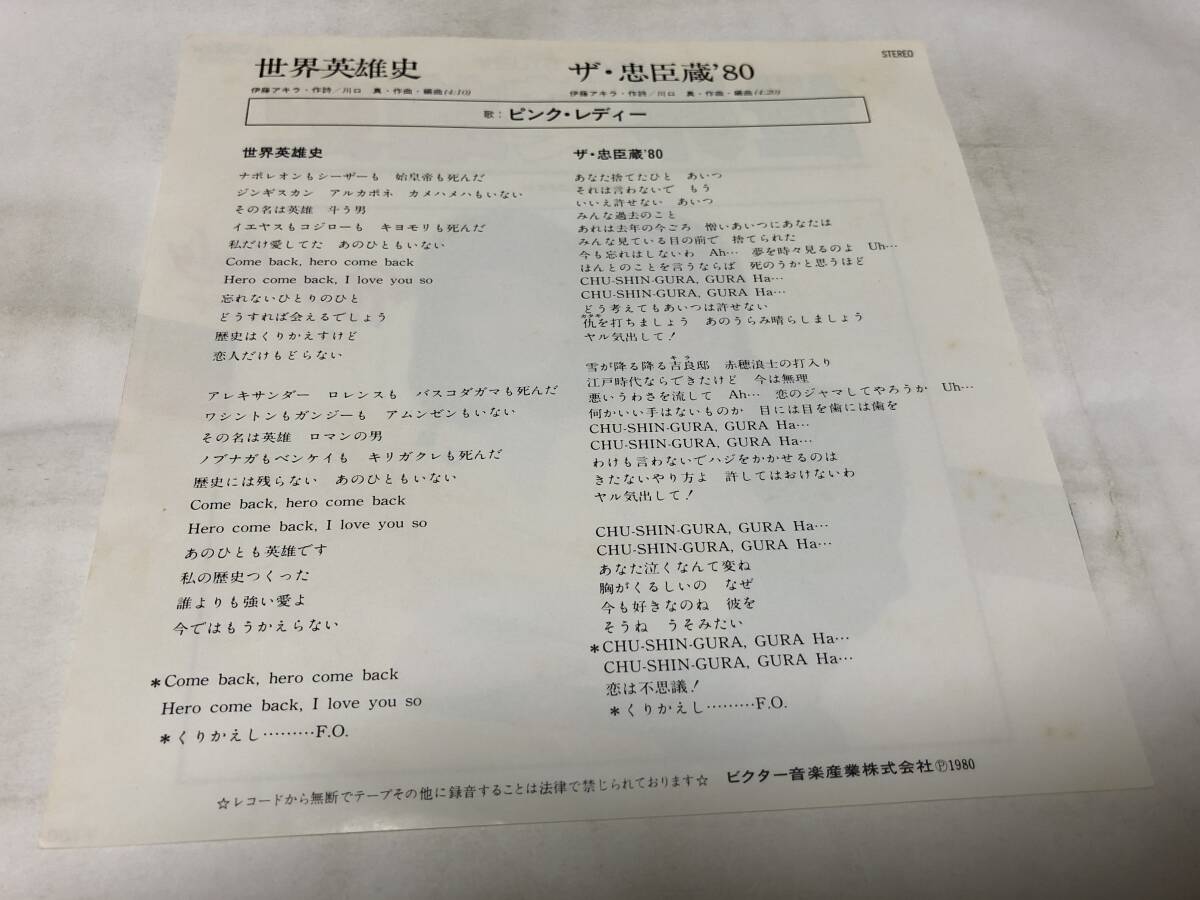 STEREO
世界英雄史
伊藤アキラ・作詩/川口 真・作曲・編曲(4:10)
ザ・忠臣蔵'80
伊藤アキラ・作詩/川口 真・作曲・編曲(4:20)
歌:ピンク・レディー
世界英雄史
ナポレオンもシーザーも 始皇帝も死んだ
ジンギスカン アルカポネ カメハメハもいない
その名は英雄 斗う男
イエヤスもコジローも キヨモリも死んだ
私だけ愛してた あのひともいない
Come back, hero come back
Hero come back, I love you so
忘れないひとりのひと
どうすれば会えるでしょう
歴史はくりかえすけど
恋人だけもどらない
アレキサンダー ロレンスも バスコダガマも死んだ
ワシントンもガンジーも アムンゼンもいない
その名は英雄 ロマンの男
ノブナガもベンケイも キリガクレも死んだ
歴史には残らない あのひともいない
Come back, hero come back
Hero come back, I love you so
あのひとも英雄です
私の歴史つくった
誰よりも強い愛よ
今ではもうかえらない
*Come back, hero come back
Hero come back, I love you so
*くりかえし………F.O.
ザ・忠臣蔵'80
あなた捨てたひと あいつ
それは言わないで もう
いいえ許せない あいつ
みんな過去のこと
あれは去年の今ごろ 憎いあいつにあなたは
みんな見ている目の前で 捨てられた
今も忘れはしないわ Ah… 夢を時々見るのよ Uh…
ほんとのことを言うならば 死のうかと思うほど
CHU-SHIN-GURA, GURA Ha…
CHU-SHIN-GURA, GURA Ha…
どう考えてもあいつは許せない
カタキ
仇を打ちましょう あのうらみ晴らしましょう
ヤル気出して!
キラ
雪が降る降る吉良邸 赤穂浪士の打入り
江戸時代ならできたけど 今は無理
悪いうわさを流して Ah… 恋のジャマしてやろうか Uh…
何かいい手はないものか 目には目を歯には歯を
CHU-SHIN-GURA, GURA Ha…
CHU-SHIN-GURA, GURA Ha…
わけも言わないでハジをかかせるのは
きたないやり方よ 許してはおけないわ
ヤル気出して!
CHU-SHIN-GURA, GURA Ha…
CHU-SHIN-GURA, GURA Ha…
あなた泣くなんて変ね
胸がくるしいの なぜ
今も好きなのね 彼を
そうね うそみたい
*CHU-SHIN-GURA, GURA Ha…
CHU-SHIN-GURA, GURA Ha…
恋は不思議!
*くりかえし………F.O.
☆レコードから無断でテープその他に録音することは法律で禁じられております☆ ビクター音楽産業株式会社Ⓟ1980